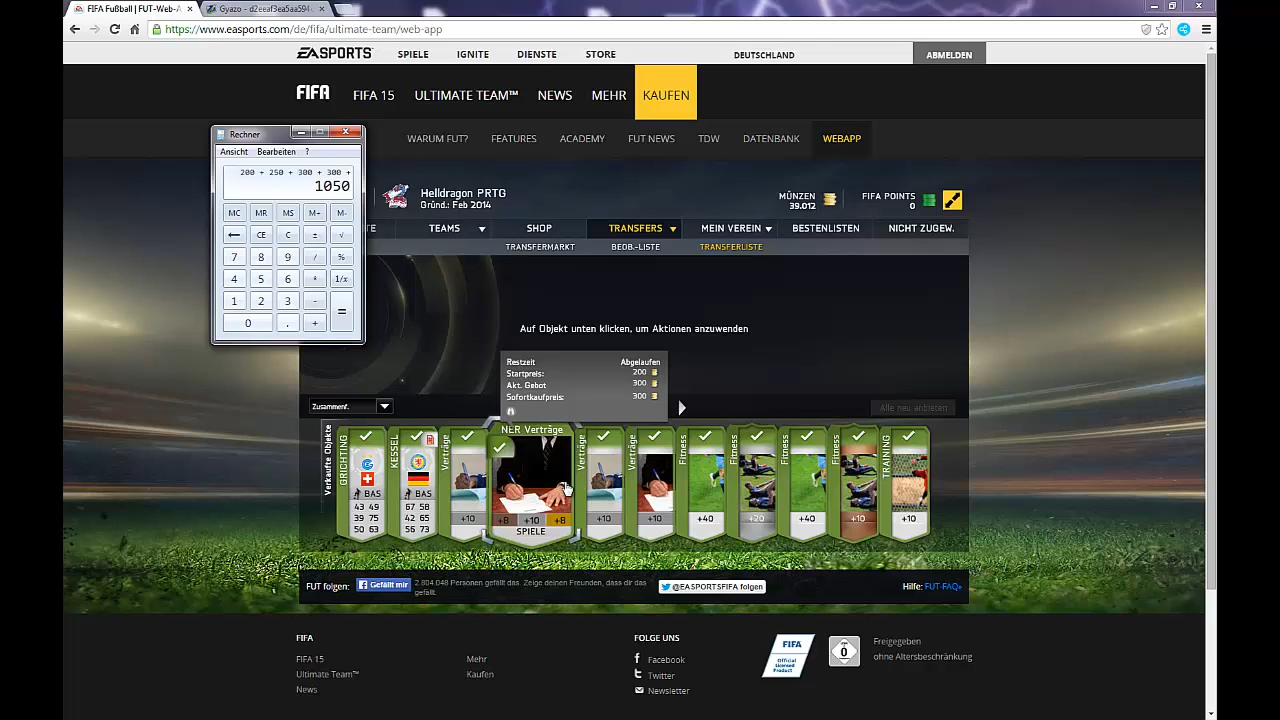 FIFA Fußball | FUT-Web-A
Gyazo - d2eeaf3ea5aa594
https://www.easports.com/de/fifa/ultimate-team/web-app
EA SPORTS
SPIELE
IGNITE
DIENSTE
STORE
DEUTSCHLAND
ABMELDEN
FIFA
FIFA 15
ULTIMATE TEAM™
NEWS
MEHR
KAUFEN
WARUM FUT?
FEATURES
ACADEMY
FUT NEWS
TDW
DATENBANK
WEBAPP
Rechner
Ansicht Bearbeiten ?
200 + 250 + 300 + 300 +
1050
MC MR MS M+ M-
← CE C ± √
7 8 9 / %
4 5 6 * 1/x
1 2 3 - =
0 . +
Helldragon PRTG
Gründ.: Feb 2014
MÜNZEN
39.012
FIFA POINTS
0
TE
TEAMS
SHOP
TRANSFERS
MEIN VEREIN
BESTENLISTEN
NICHT ZUGEW.
TRANSFERMARKT
BEOB.-LISTE
TRANSFERLISTE
Auf Objekt unten klicken, um Aktionen anzuwenden
Restzeit Abgelaufen
Startpreis: 200
Akt. Gebot 300
Sofortkaufpreis: 300
Zusammenf.
Alle neu anbieten
Verkaufte Objekte
GRICHTING
BAS
43 49
39 75
50 63
KESSEL
BAS
67 58
42 65
56 73
Verträge
+10
NER Verträge
+8 +10 +8
SPIELE
Verträge
+10
Verträge
+10
Fitness
+40
Fitness
+20
Fitness
+40
Fitness
+10
TRAINING
+10
FUT folgen:
Gefällt mir
2.804.048 Personen gefällt das. Zeige deinen Freunden, dass dir das
gefällt.
@EASPORTSFIFA folgen
Hilfe: FUT-FAQ»
FIFA
FIFA 15
Ultimate Team™
News
Mehr
Kaufen
FOLGE UNS
Facebook
Twitter
Newsletter
FIFA
Official
Licensed
Product
0
Freigegeben
ohne Altersbeschränkung